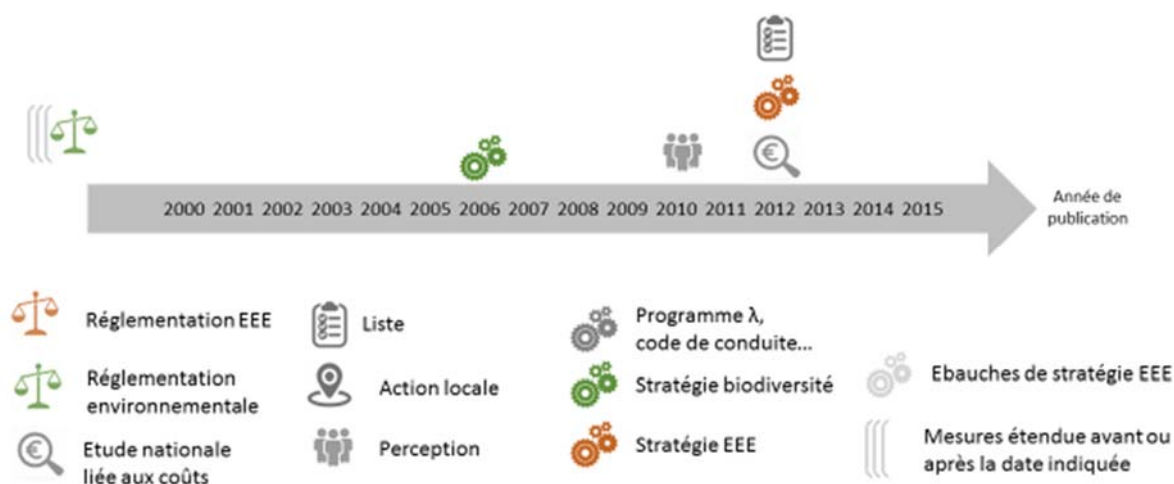 2000 2001 2002 2003 2004 2005 2006 2007 2008 2009 2010 2011 2012 2013 2014 2015
Année de
publication
Réglementation EEE
Réglementation
environnementale
Etude nationale
liée aux coûts
Liste
Action locale
Perception
Programme λ,
code de conduite...
Stratégie biodiversité
Stratégie EEE
Ebauches de stratégie EEE
Mesures étendue avant ou
après la date indiquée